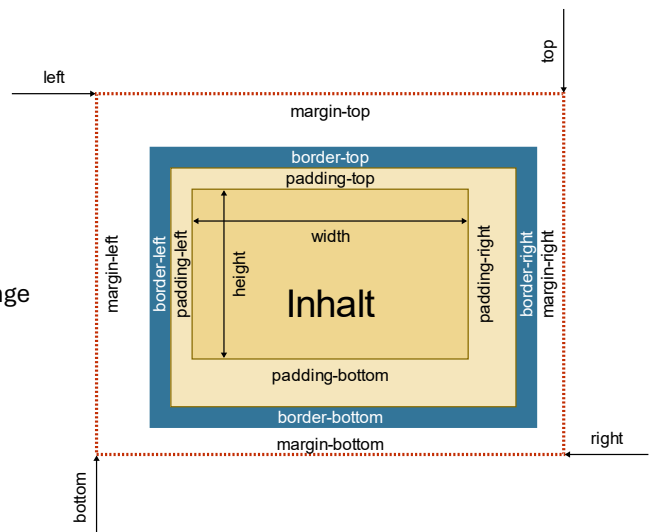 top
left
margin-top
border-top
padding-top
width
margin-left
border-left
padding-left
height
padding-right
border-right
margin-right
Inhalt
padding-bottom
border-bottom
margin-bottom
right
bottom